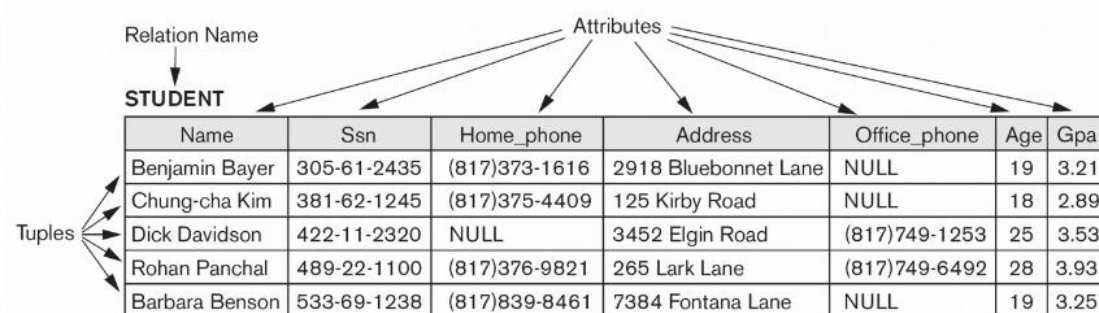 Attributes
Relation Name
STUDENT
Name Ssn Home_phone Address Office_phone Age Gpa
Benjamin Bayer 305-61-2435 (817)373-1616 2918 Bluebonnet Lane NULL 19 3.21
Chung-cha Kim 381-62-1245 (817)375-4409 125 Kirby Road NULL 18 2.89
Tuples Dick Davidson 422-11-2320 NULL 3452 Elgin Road (817)749-1253 25 3.53
Rohan Panchal 489-22-1100 (817)376-9821 265 Lark Lane (817)749-6492 28 3.93
Barbara Benson 533-69-1238 (817)839-8461 7384 Fontana Lane NULL 19 3.25